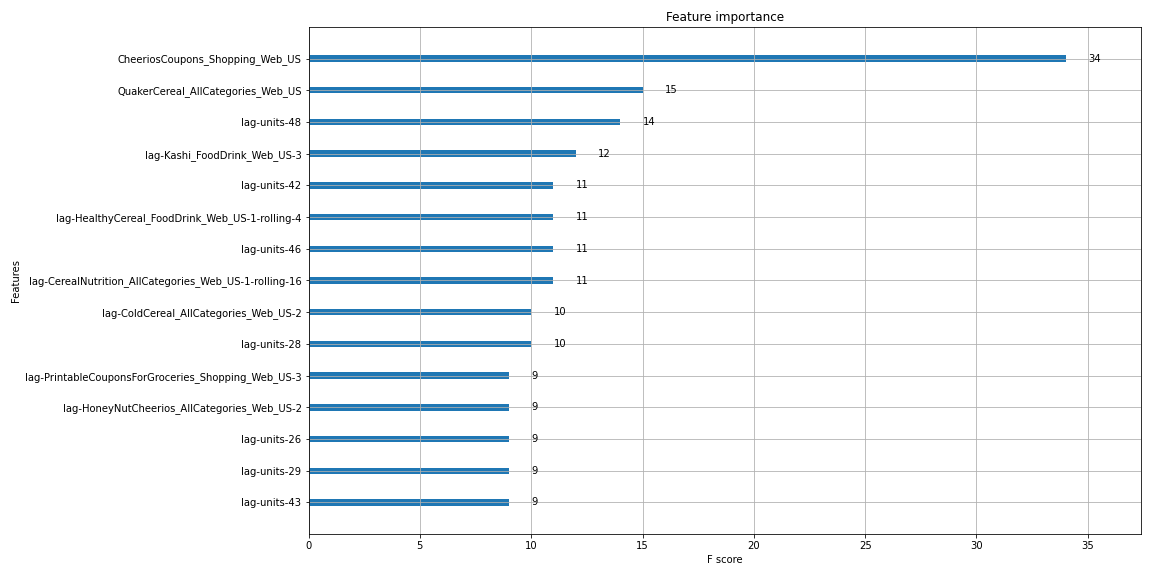 Feature importance
CheeriosCoupons_Shopping_Web_US 34
QuakerCereal_AllCategories_Web_US 15
lag-units-48 14
lag-Kashi_FoodDrink_Web_US-3 12
lag-units-42 11
lag-HealthyCereal_FoodDrink_Web_US-1-rolling-4 11
lag-units-46 11
lag-CerealNutrition_AllCategories_Web_US-1-rolling-16 11
lag-ColdCereal_AllCategories_Web_US-2 10
lag-units-28 10
lag-PrintableCouponsForGroceries_Shopping_Web_US-3 9
lag-HoneyNutCheerios_AllCategories_Web_US-2 9
lag-units-26 9
lag-units-29 9
lag-units-43 9
Features
0 5 10 15 20 25 30 35
F score